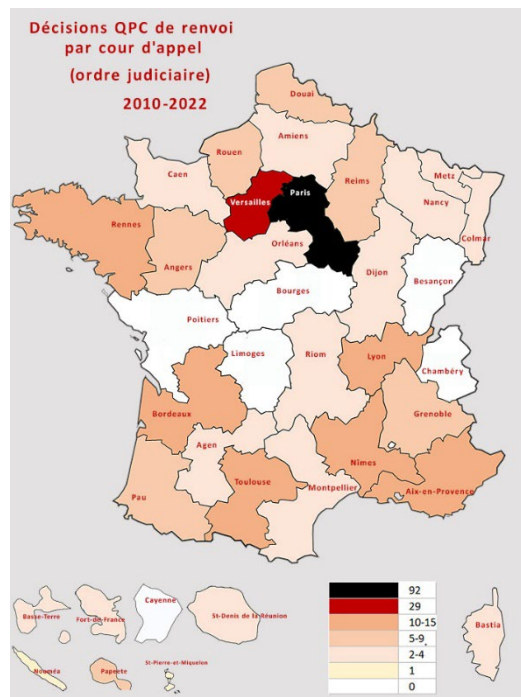 Décisions QPC de renvoi
par cour d'appel
(ordre judiciaire)
2010-2022
Douai
Amiens
Rouen
Caen
Reims
Metz
Paris
Versailles
Nancy
Rennes
Colmar
Orléans
Angers
Dijon
Besançon
Bourges
Poitiers
Limoges
Riom
Lyon
Chambéry
Bordeaux
Grenoble
Agen
Nîmes
Toulouse
Montpellier
Aix-en-Provence
Pau
Cayenne
Basse-Terre
Fort-de-France
St-Denis de la Réunion
Bastia
Nouméa
Papeete
St-Pierre-et-Miquelon
92
29
10-15
5-9
2-4
1
0